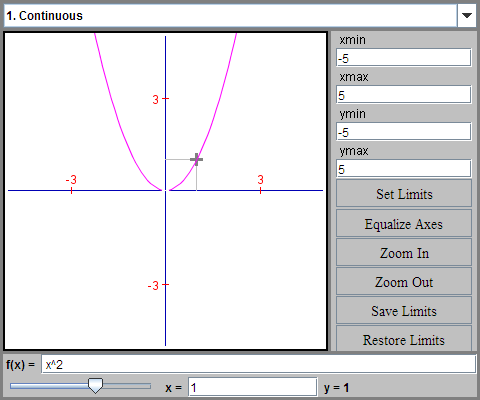 1. Continuous
xmin
-5
xmax
5
ymin
-5
ymax
5
3
-3
3
-3
Set Limits
Equalize Axes
Zoom In
Zoom Out
Save Limits
Restore Limits
f(x) = x^2
x = 1 y = 1